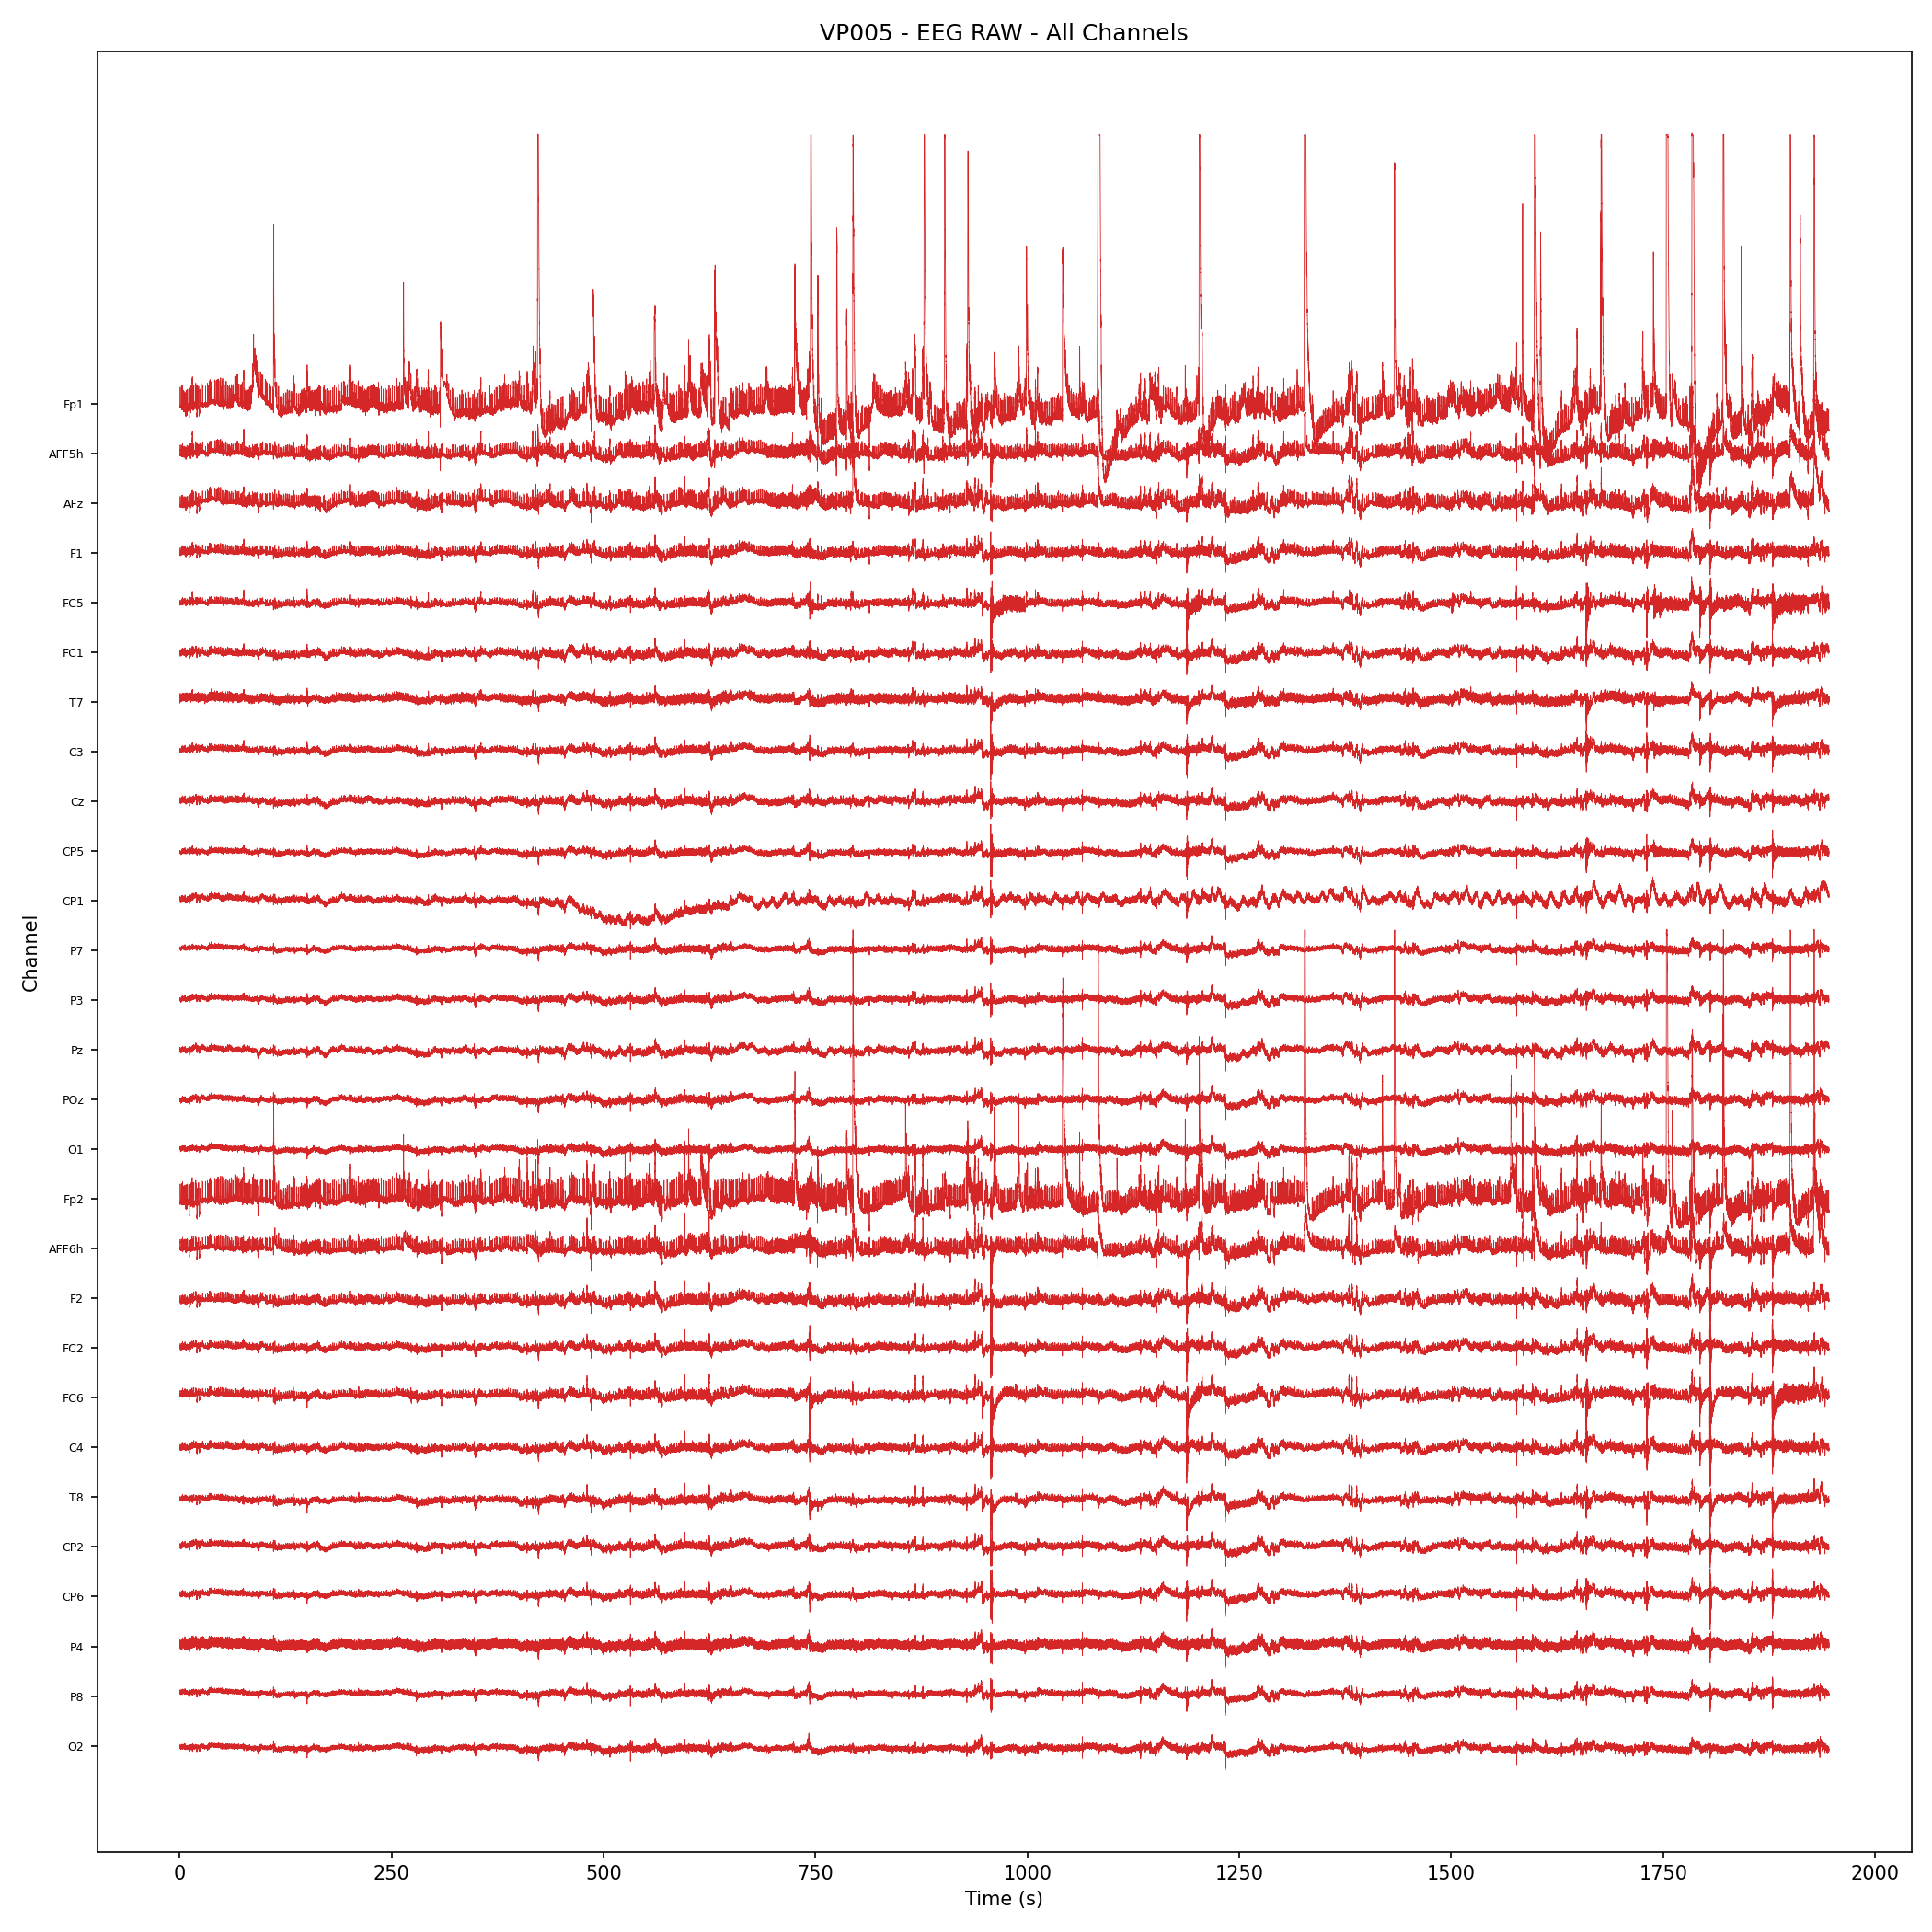 VP005 - EEG RAW - All Channels
Channel
Fp1
AFF5h
AFz
F1
FC5
FC1
T7
C3
Cz
CP5
CP1
P7
P3
Pz
POz
O1
Fp2
AFF6h
F2
FC2
FC6
C4
T8
CP2
CP6
P4
P8
O2
0 250 500 750 1000 1250 1500 1750 2000
Time (s)